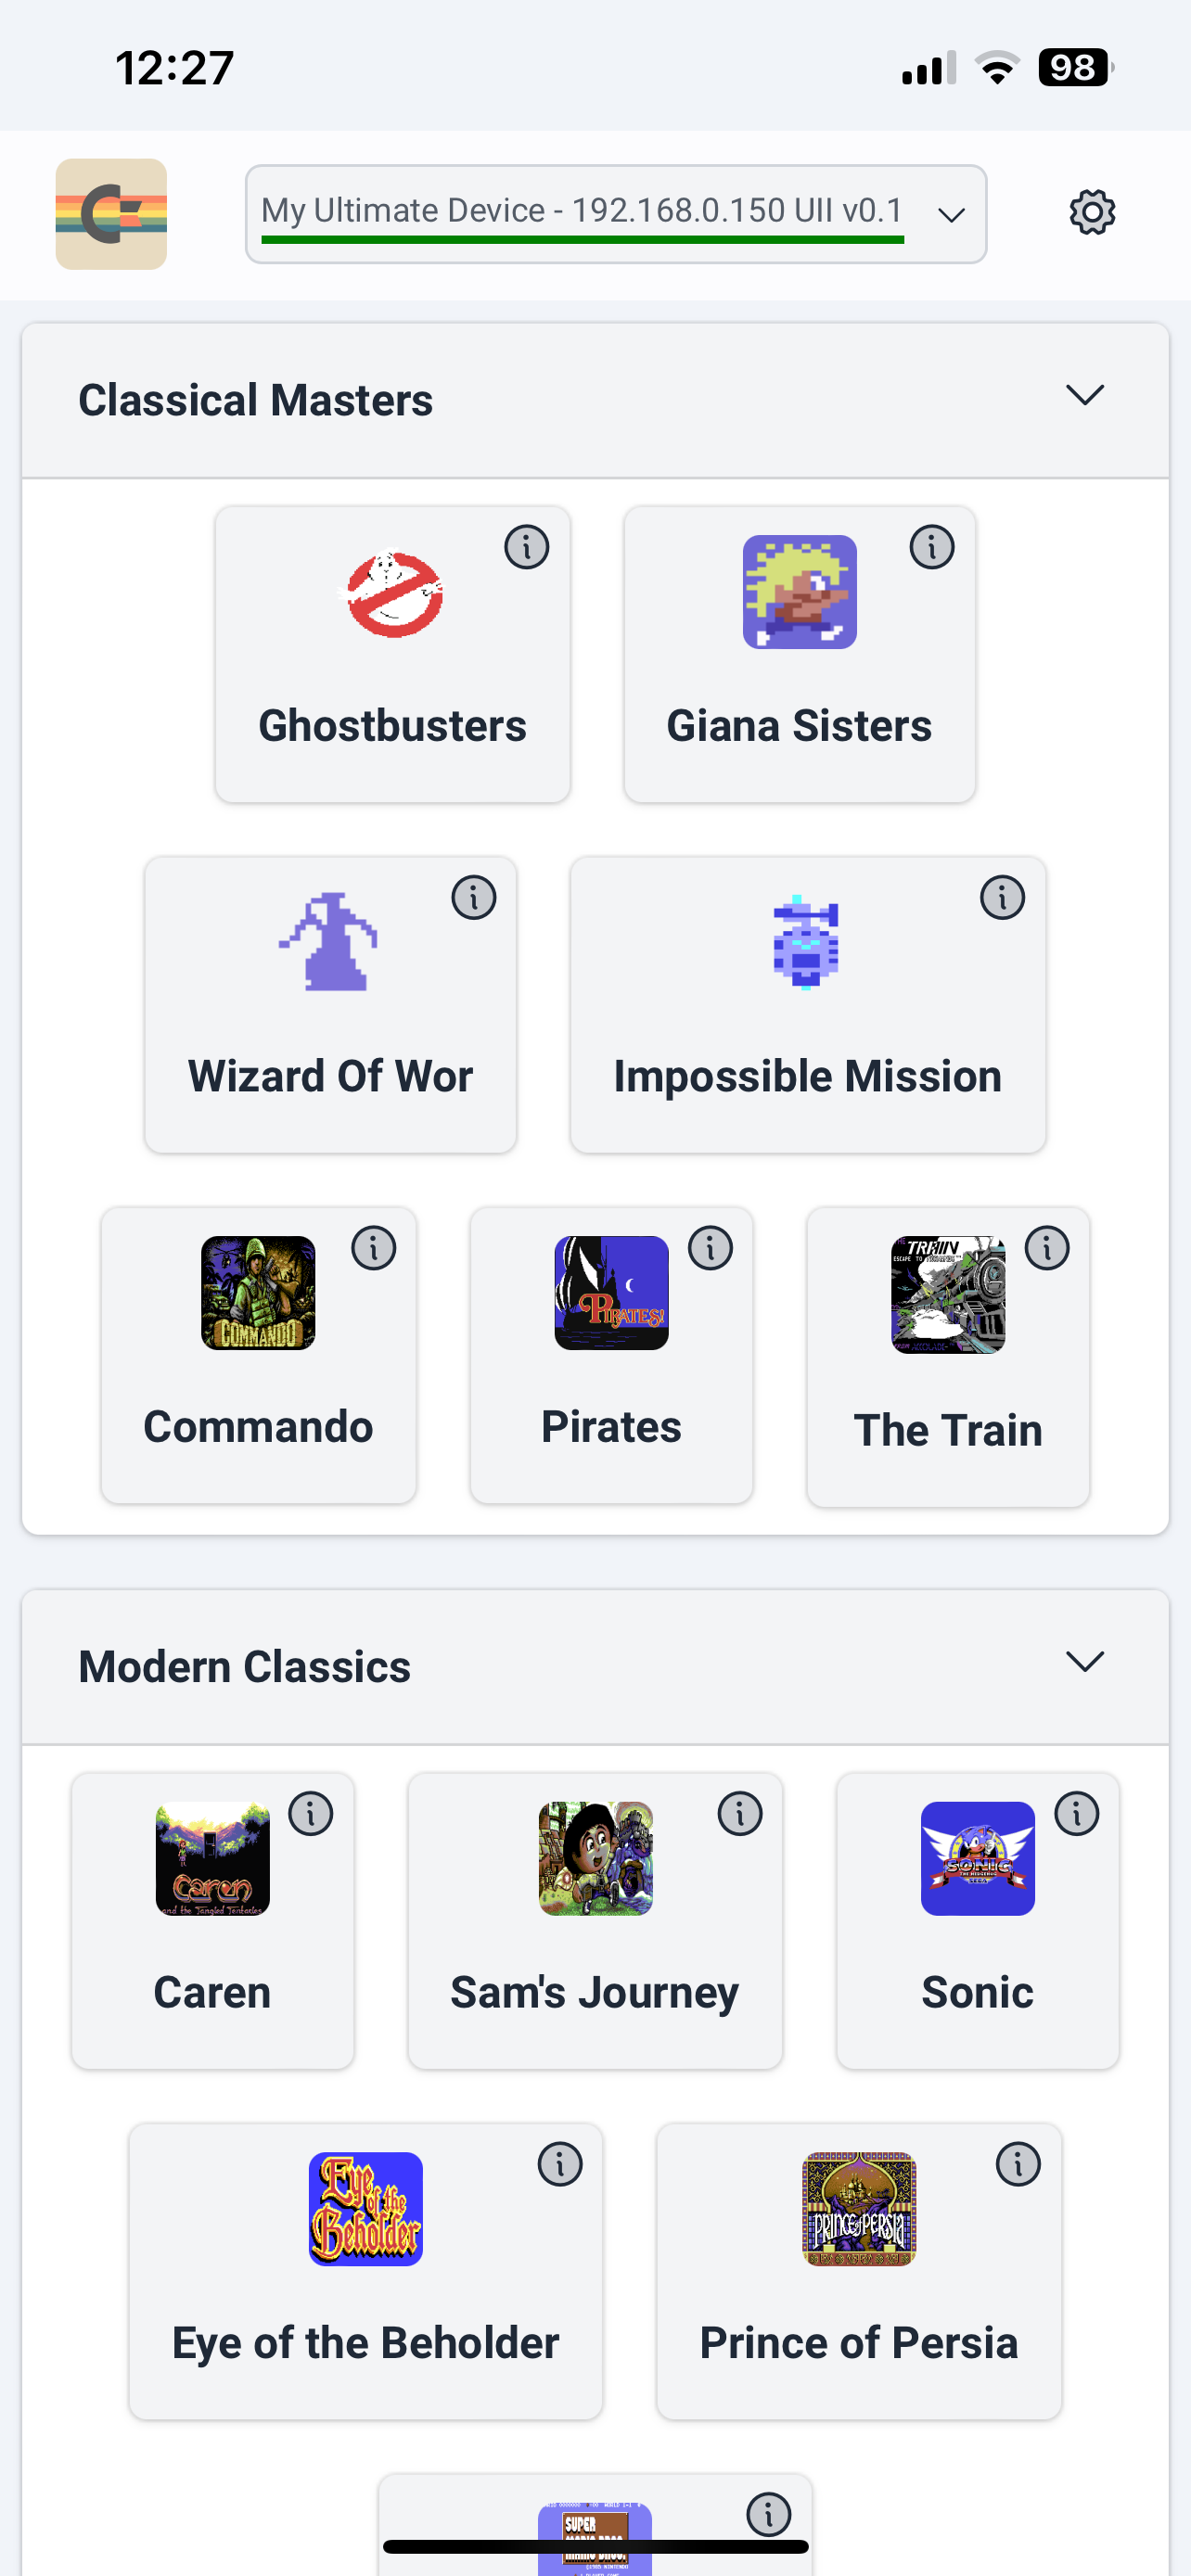 12:27
98
My Ultimate Device - 192.168.0.150 UII v0.1
Classical Masters
Ghostbusters
Giana Sisters
Wizard Of Wor
Impossible Mission
COMMANDO
PIRATES!
TRAIN
Commando
Pirates
The Train
Modern Classics
Caren
and the Tangled Tentacles
SONIC
THE HEDGEHOG
SEGA
Caren
Sam's Journey
Sonic
Eye
of the
Beholder
PRINCE of PERSIA
Eye of the Beholder
Prince of Persia
SUPER